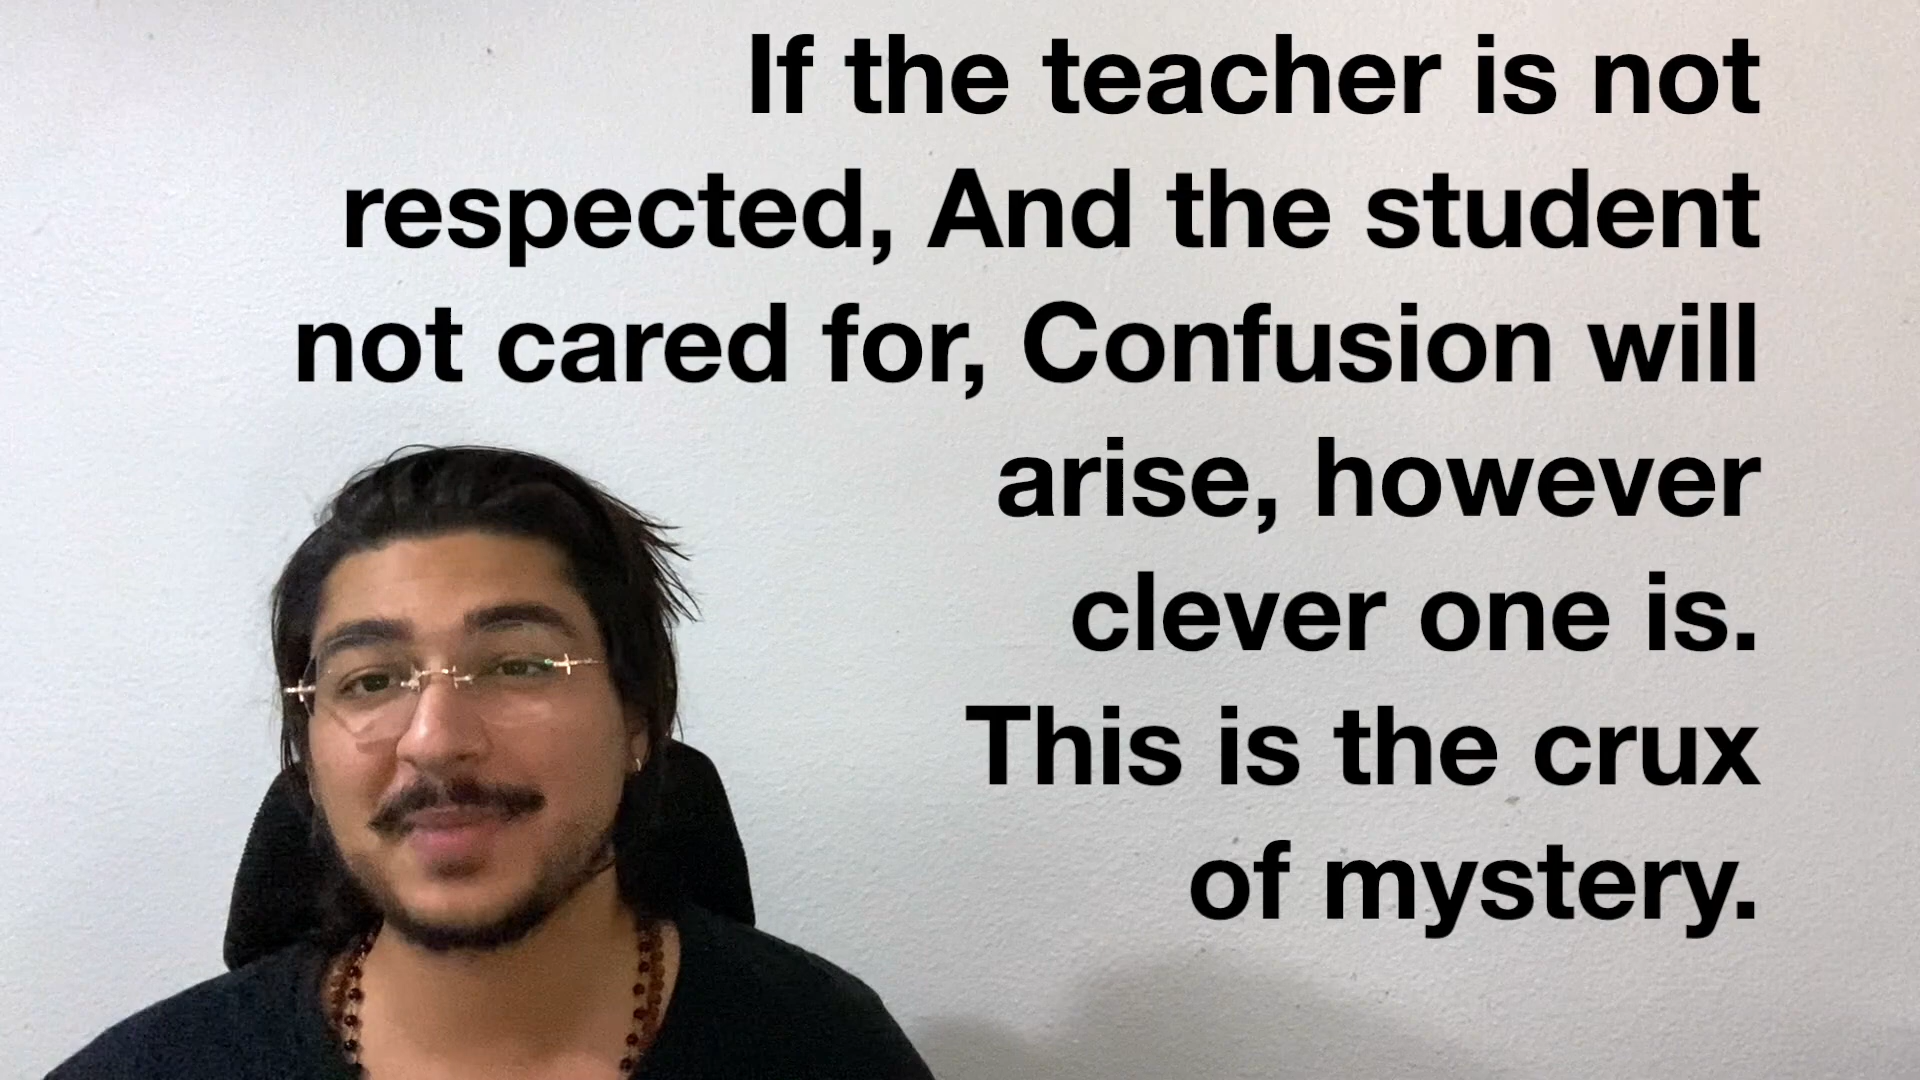 If the teacher is not
respected, And the student
not cared for, Confusion will
arise, however
clever one is.
This is the crux
of mystery.